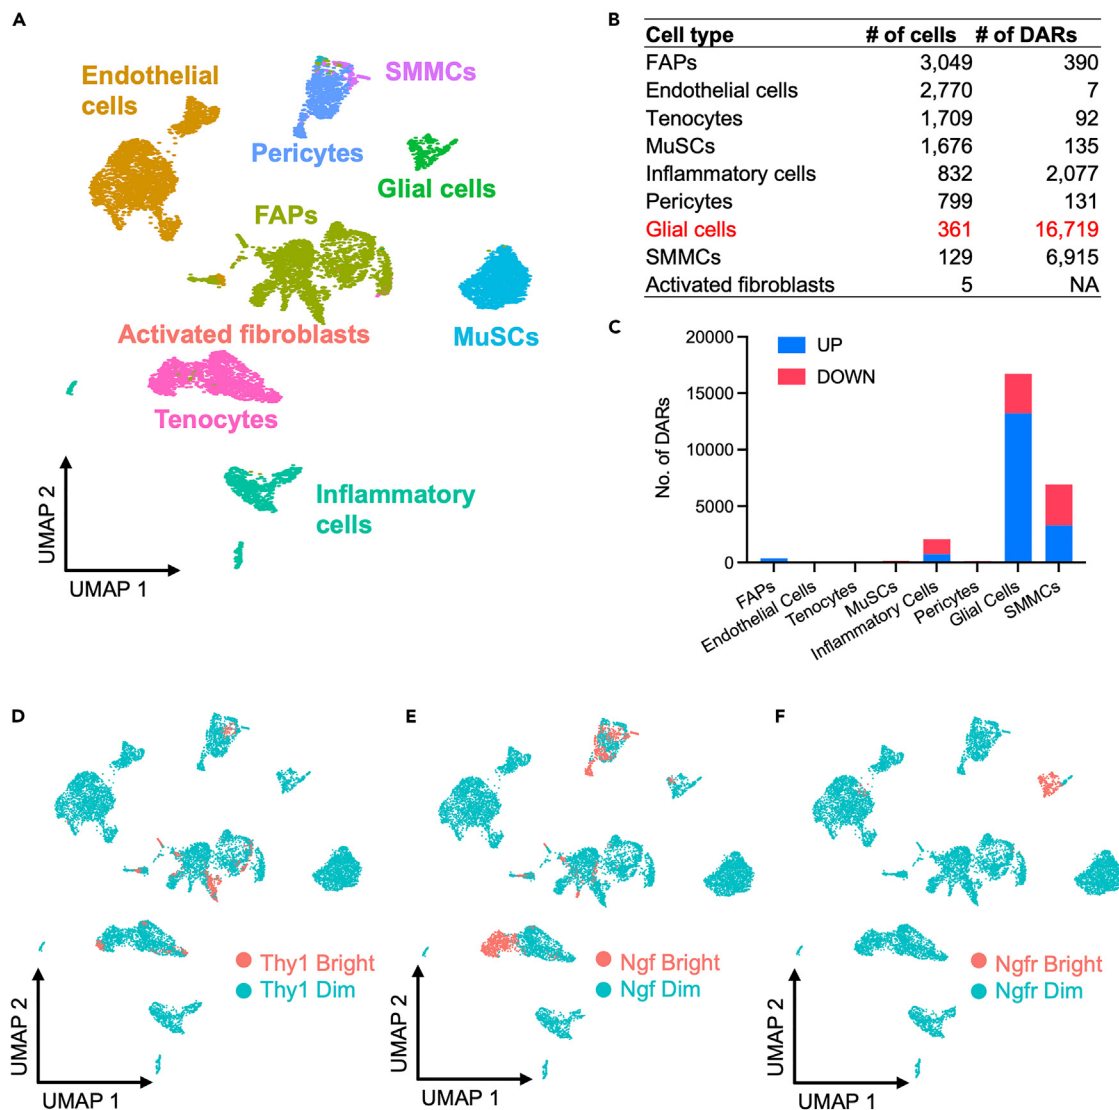 A
Endothelial
cells
SMMCs
Pericytes
Glial cells
FAPs
MuSCs
Activated fibroblasts
Tenocytes
Inflammatory
cells
UMAP 2
UMAP 1
B
Cell type # of cells # of DARs
FAPs 3,049 390
Endothelial cells 2,770 7
Tenocytes 1,709 92
MuSCs 1,676 135
Inflammatory cells 832 2,077
Pericytes 799 131
Glial cells 361 16,719
SMMCs 129 6,915
Activated fibroblasts 5 NA
C
No. of DARs
20000
15000
10000
5000
0
UP
DOWN
FAPs
Endothelial Cells
Tenocytes
MuSCs
Inflammatory Cells
Pericytes
Glial Cells
SMMCs
D
Thy1 Bright
Thy1 Dim
UMAP 2
UMAP 1
E
Ngf Bright
Ngf Dim
UMAP 2
UMAP 1
F
Ngfr Bright
Ngfr Dim
UMAP 2
UMAP 1